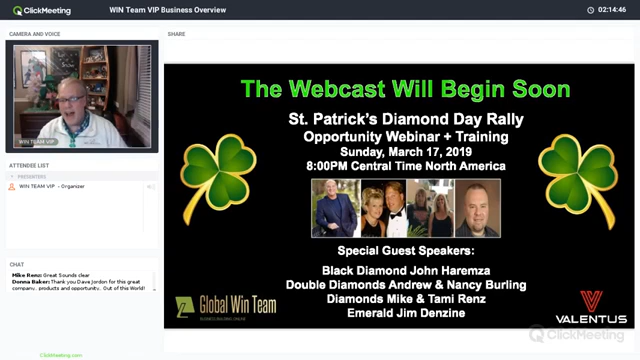 ClickMeeting
WIN Team VIP Business Overview
02:14:46
CAMERA AND VOICE
SHARE
WIN TEAM VIP
ATTENDEE LIST
PRESENTERS
WIN TEAM VIP - Organizer
CHAT
Mike Renz: Great Sounds clear
Donna Baker: Thank you Dave Jordon for this great
company, products and opportunity. Out of this World!
ClickMeeting.com
The Webcast Will Begin Soon
St. Patrick's Diamond Day Rally
Opportunity Webinar + Training
Sunday, March 17, 2019
8:00PM Central Time North America
Special Guest Speakers:
Black Diamond John Haremza
Double Diamonds Andrew & Nancy Burling
Diamonds Mike & Tami Renz
Emerald Jim Denzine
Global Win Team
VALENTUS
ClickMeeting